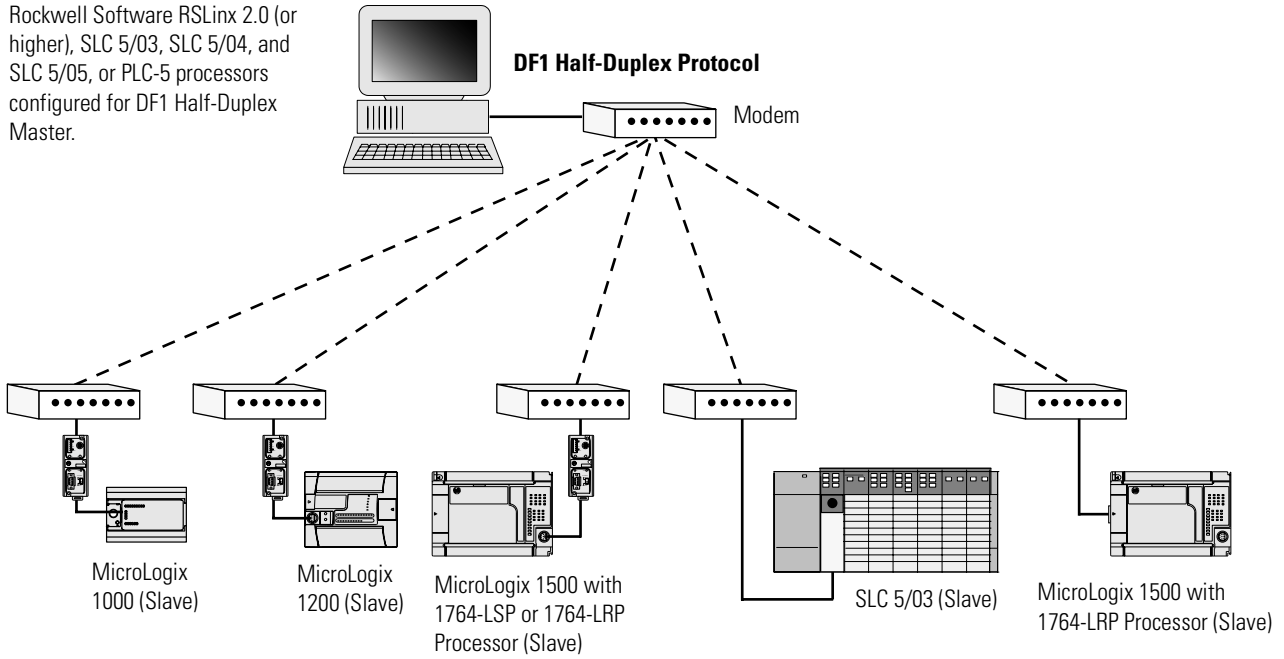 Rockwell Software RSLinx 2.0 (or
higher), SLC 5/03, SLC 5/04, and
SLC 5/05, or PLC-5 processors
configured for DF1 Half-Duplex
Master.
DF1 Half-Duplex Protocol
Modem
MicroLogix
1000 (Slave)
MicroLogix
1200 (Slave)
MicroLogix 1500 with
1764-LSP or 1764-LRP
Processor (Slave)
SLC 5/03 (Slave)
MicroLogix 1500 with
1764-LRP Processor (Slave)